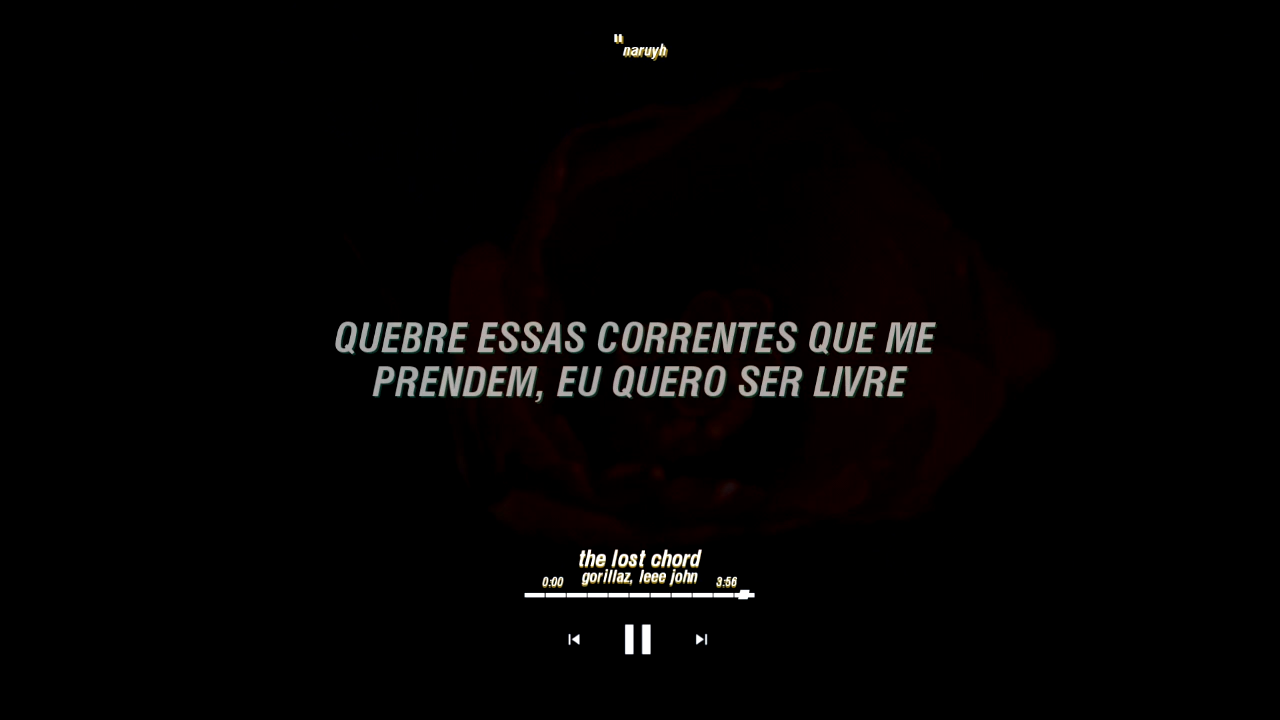 "
naruyh
QUEBRE ESSAS CORRENTES QUE ME
PRENDEM, EU QUERO SER LIVRE
the lost chord
0:00 gorillaz, leee john 3:56